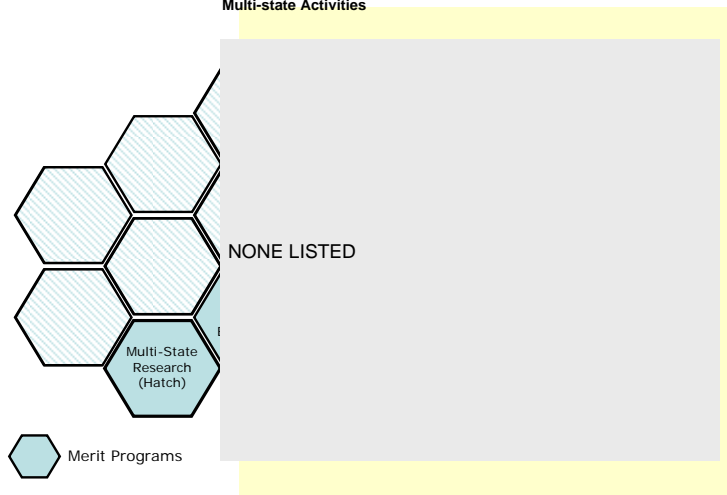 Multi-state Activities
NONE LISTED
Multi-State
Research
(Hatch)
Merit Programs